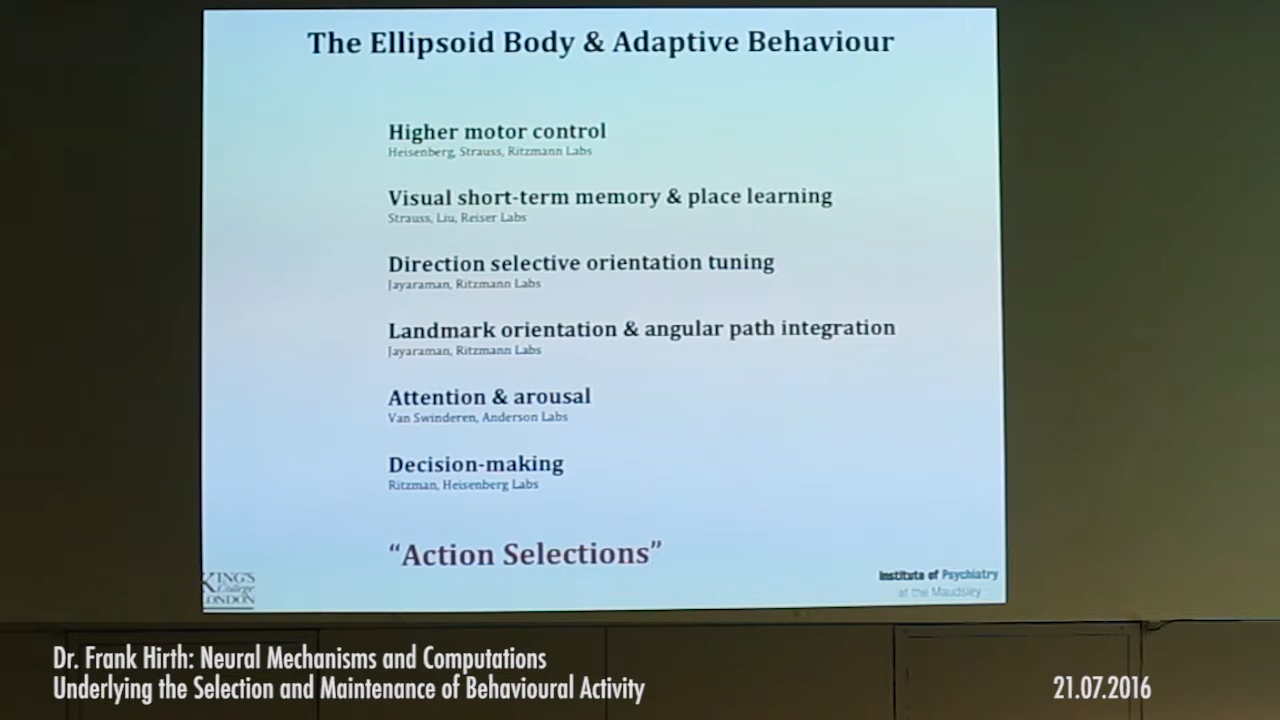 The Ellipsoid Body & Adaptive Behaviour
Higher motor control
Heisenberg, Strauss, Ritzmann Labs
Visual short-term memory & place learning
Strauss, Liu, Reiser Labs
Direction selective orientation tuning
Jayaraman, Ritzmann Labs
Landmark orientation & angular path integration
Jayaraman, Ritzmann Labs
Attention & arousal
Van Swinderen, Anderson Labs
Decision-making
Ritzman, Heisenberg Labs
“Action Selections”
KING'S
College
LONDON
Institute of Psychiatry
at the Maudsley
Dr. Frank Hirth: Neural Mechanisms and Computations
Underlying the Selection and Maintenance of Behavioural Activity
21.07.2016